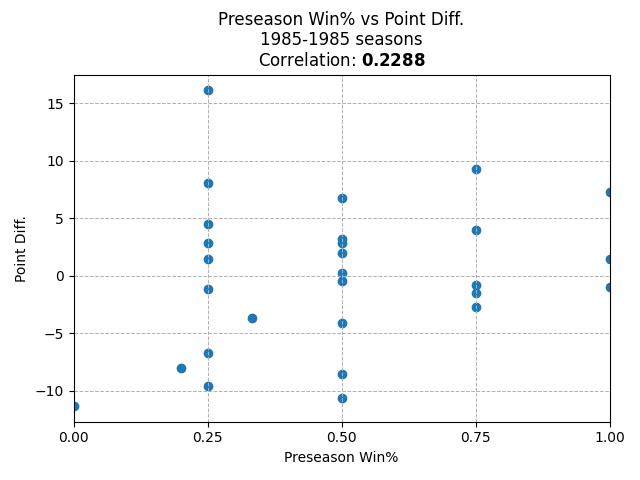 Preseason Win% vs Point Diff.
1985-1985 seasons
Correlation: 0.2288
15
10
5
0
−5
−10
Point Diff.
0.00 0.25 0.50 0.75 1.00
Preseason Win%